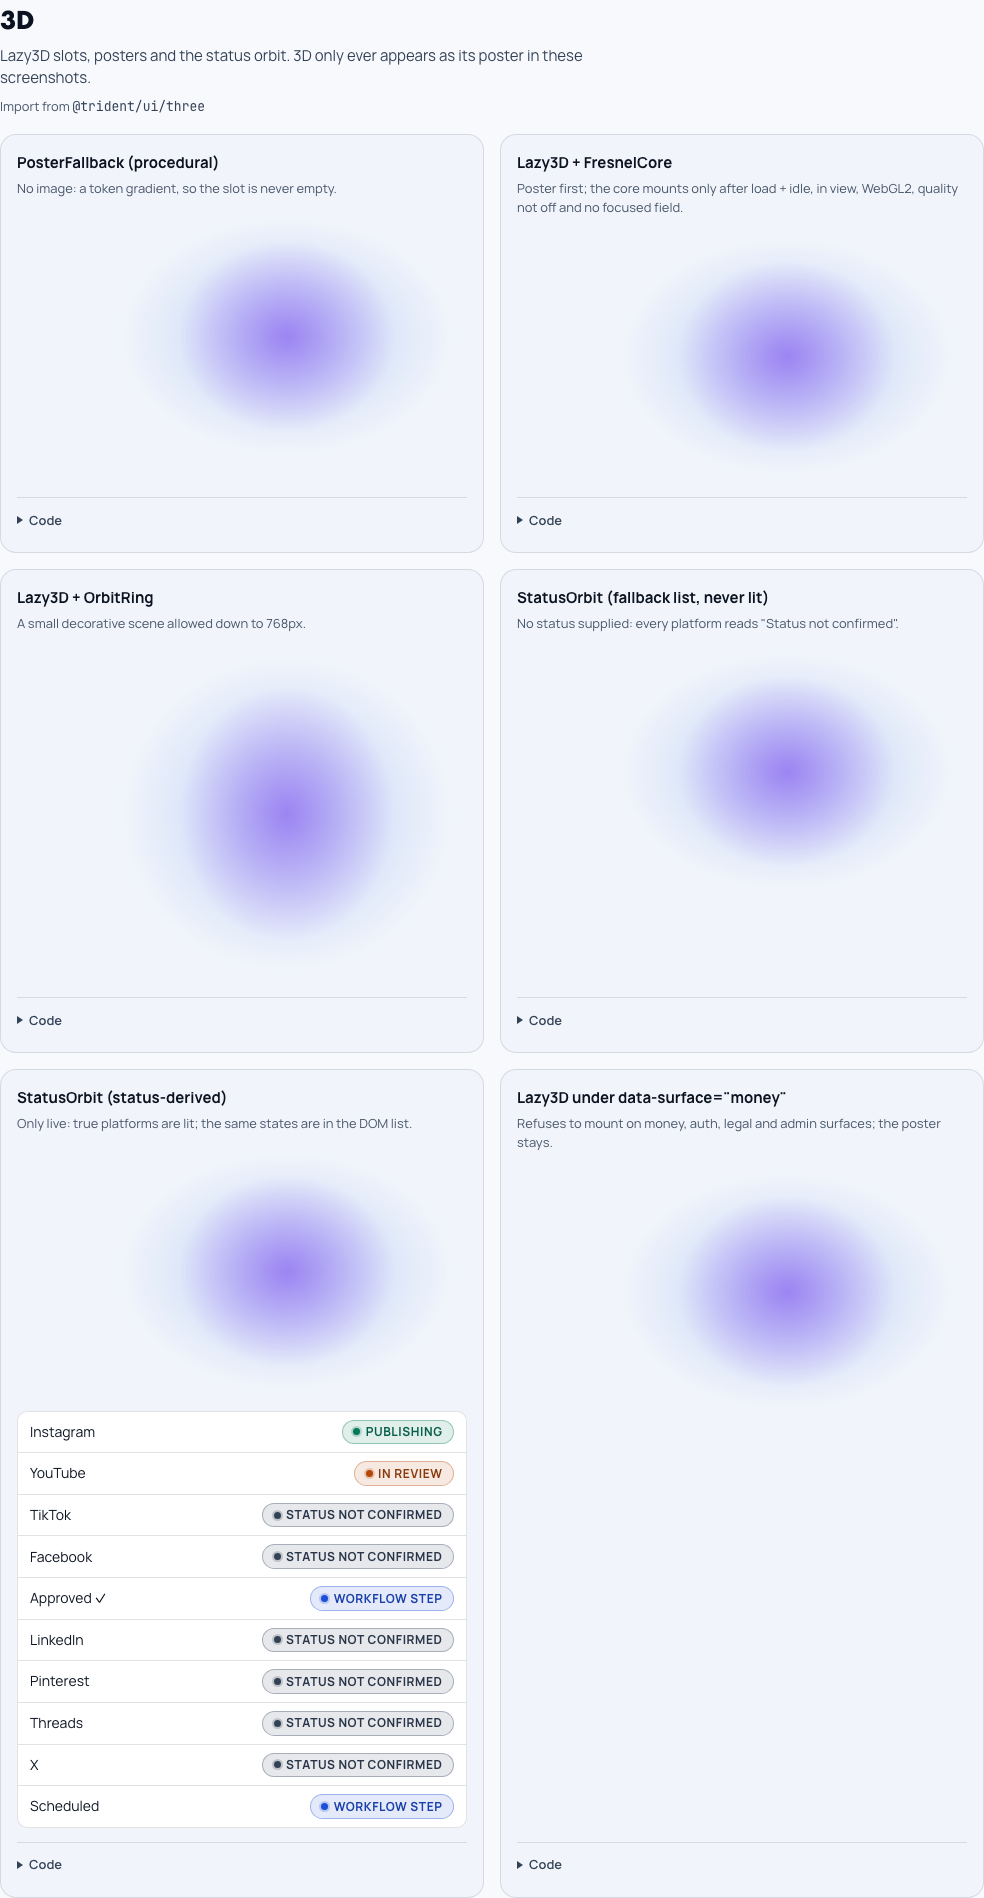 3D
Lazy3D slots, posters and the status orbit. 3D only ever appears as its poster in these
screenshots.
Import from @trident/ui/three
PosterFallback (procedural)
No image: a token gradient, so the slot is never empty.
Code
Lazy3D + FresnelCore
Poster first; the core mounts only after load + idle, in view, WebGL2, quality
not off and no focused field.
Code
Lazy3D + OrbitRing
A small decorative scene allowed down to 768px.
Code
StatusOrbit (fallback list, never lit)
No status supplied: every platform reads "Status not confirmed".
Code
StatusOrbit (status-derived)
Only live: true platforms are lit; the same states are in the DOM list.
Instagram PUBLISHING
YouTube IN REVIEW
TikTok STATUS NOT CONFIRMED
Facebook STATUS NOT CONFIRMED
Approved ✓ WORKFLOW STEP
LinkedIn STATUS NOT CONFIRMED
Pinterest STATUS NOT CONFIRMED
Threads STATUS NOT CONFIRMED
X STATUS NOT CONFIRMED
Scheduled WORKFLOW STEP
Code
Lazy3D under data-surface="money"
Refuses to mount on money, auth, legal and admin surfaces; the poster
stays.
Code